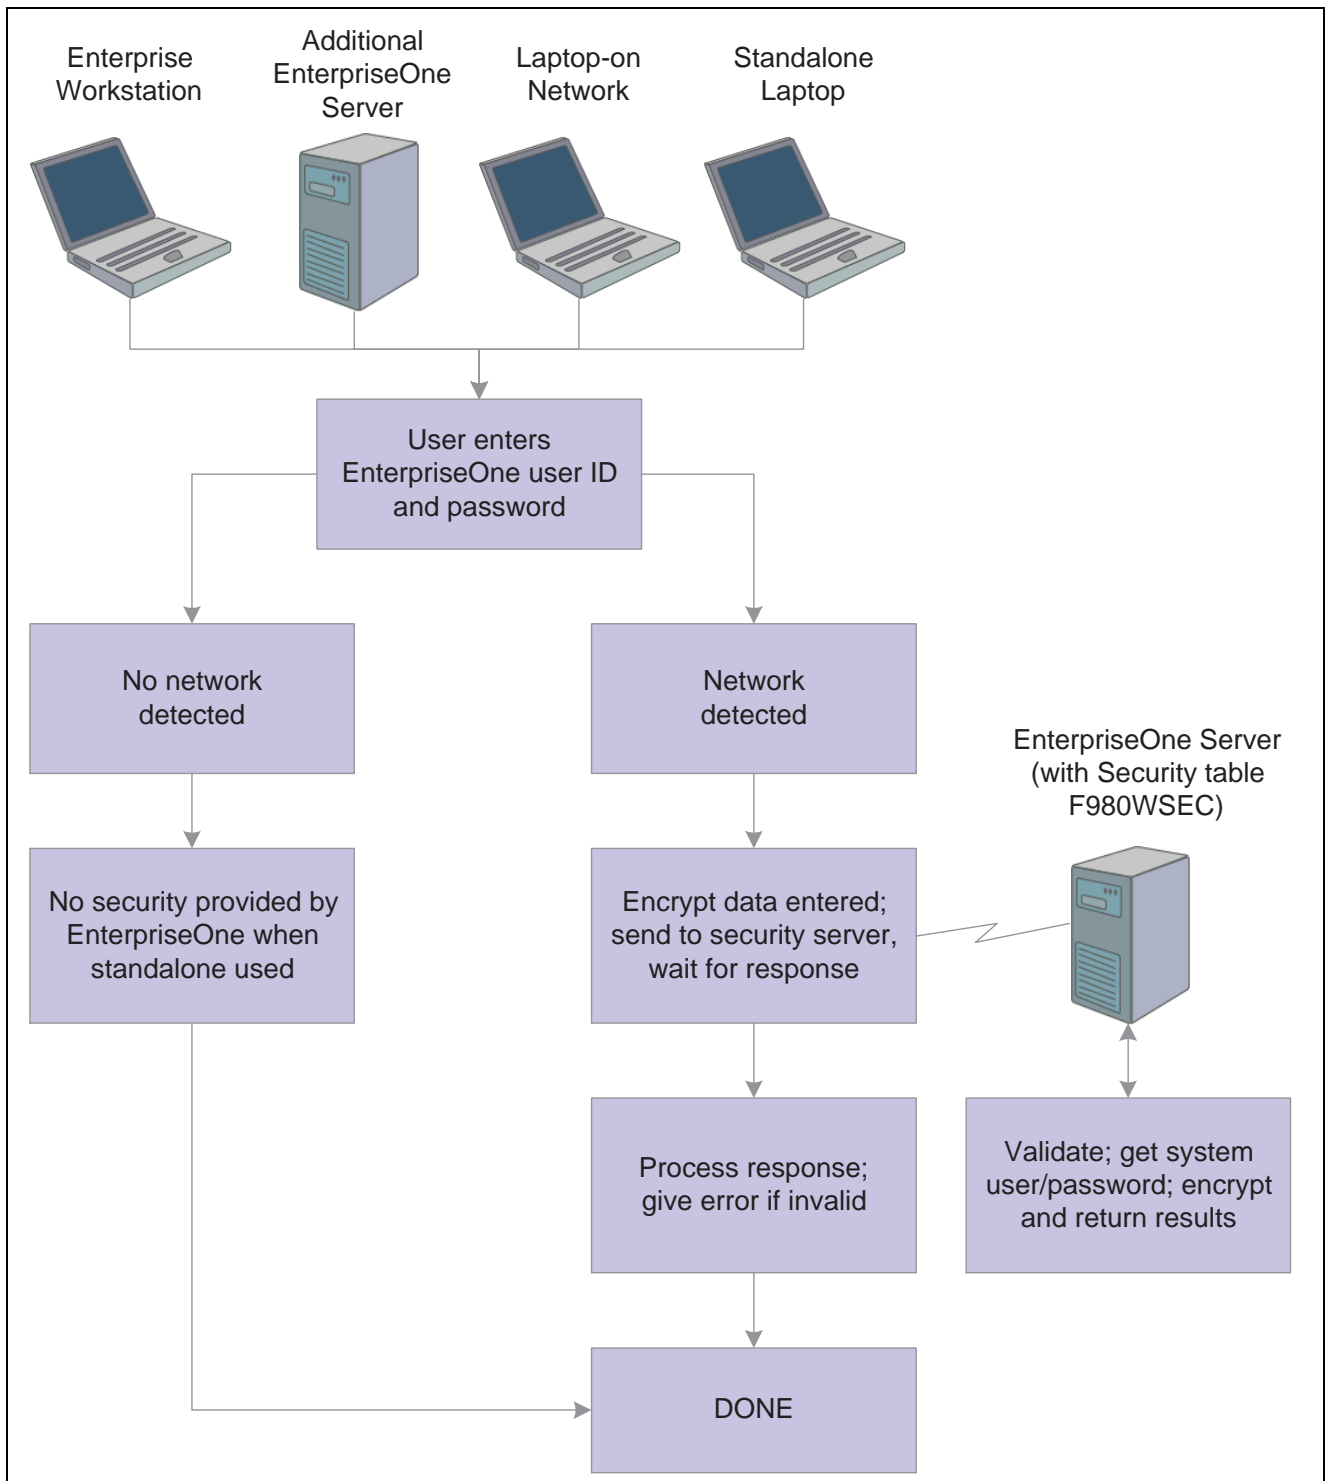 Enterprise
Workstation
Additional
EnterpriseOne
Server
Laptop-on
Network
Standalone
Laptop
User enters
EnterpriseOne user ID
and password
No network
detected
Network
detected
EnterpriseOne Server
(with Security table
F980WSEC)
No security provided by
EnterpriseOne when
standalone used
Encrypt data entered;
send to security server,
wait for response
Process response;
give error if invalid
Validate; get system
user/password; encrypt
and return results
DONE